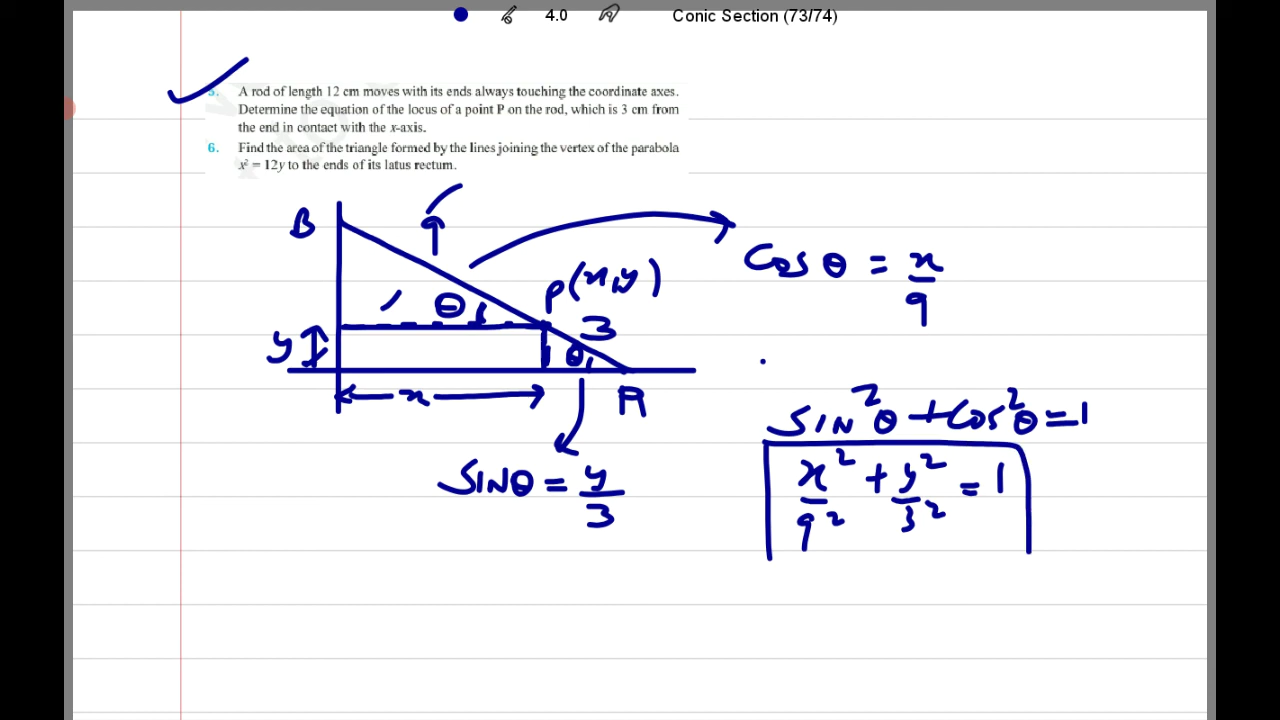 4.0 Conic Section (73/74)
5. A rod of length 12 cm moves with its ends always touching the coordinate axes.
Determine the equation of the locus of a point P on the rod, which is 3 cm from
the end in contact with the x-axis.
6. Find the area of the triangle formed by the lines joining the vertex of the parabola
x² = 12y to the ends of its latus rectum.
B
9
cos θ = x/9
P(x,y)
θ
3
y
θ
x
A
sin²θ + cos²θ = 1
sinθ = y/3
x²/9² + y²/3² = 1